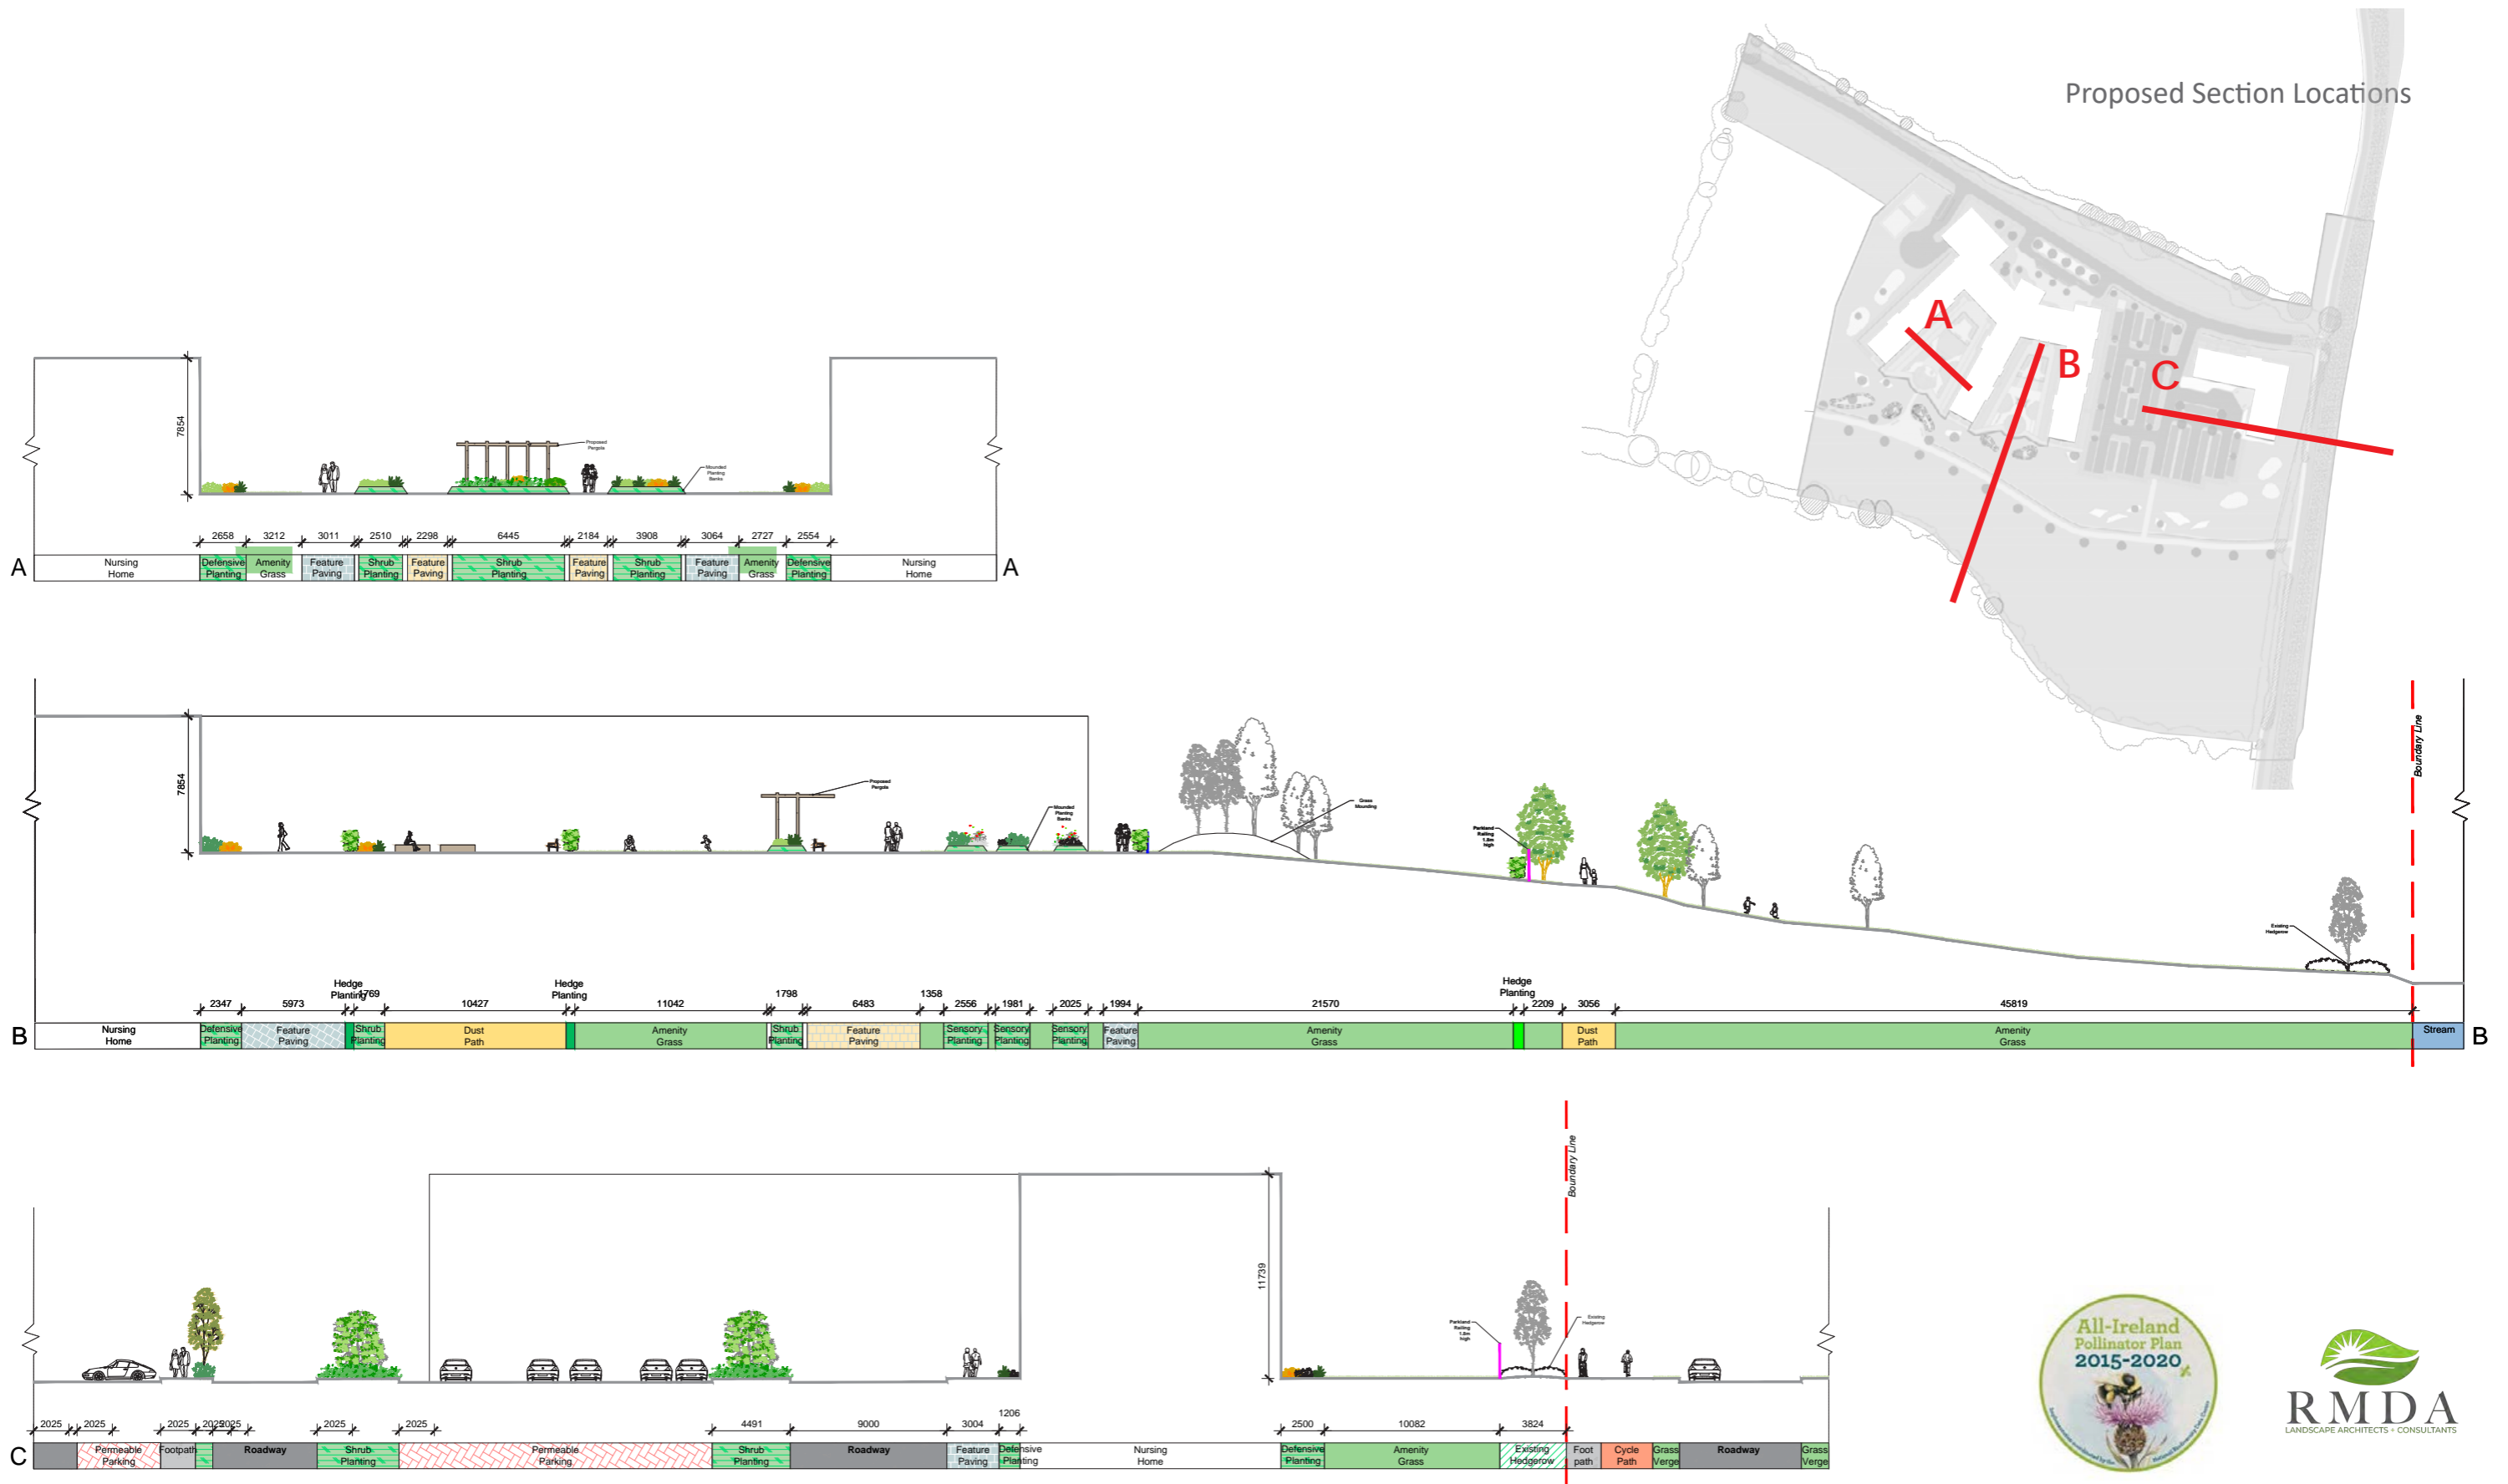 Proposed Section Locations
A
B
C
7854
Proposed
Pergola
Mounded
Planting
Banks
2658 3212 3011 2510 2298 6445 2184 3908 3064 2727 2554
A
Nursing
Home
Defensive
Planting
Amenity
Grass
Feature
Paving
Shrub
Planting
Feature
Paving
Shrub
Planting
Feature
Paving
Shrub
Planting
Feature
Paving
Amenity
Grass
Defensive
Planting
Nursing
Home
A
Boundary Line
7854
Proposed
Pergola
Mounded
Planting
Banks
Grass
Mounding
Parkland
Railing
1.8m
high
Existing
Hedgerow
Hedge
Planting
Hedge
Planting
Hedge
Planting
2347 5973 1769 10427 11042 1798 6483 1358 2556 1981 2025 1994 21570 2209 3056 45819
B
Nursing
Home
Defensive
Planting
Feature
Paving
Shrub
Planting
Dust
Path
Amenity
Grass
Shrub
Planting
Feature
Paving
Sensory
Planting
Sensory
Planting
Sensory
Planting
Feature
Paving
Amenity
Grass
Dust
Path
Amenity
Grass
Stream
B
Boundary Line
11739
Parkland
Railing
1.8m
high
Existing
Hedgerow
2025 2025 2025 2025 2025 2025 2025 4491 9000 3004 1206 2500 10082 3824
C
Permeable
Parking
Footpath
Roadway
Shrub
Planting
Permeable
Parking
Shrub
Planting
Roadway
Feature
Paving
Defensive
Planting
Nursing
Home
Defensive
Planting
Amenity
Grass
Existing
Hedgerow
Foot
path
Cycle
Path
Grass
Verge
Roadway
Grass
Verge
All-Ireland
Pollinator Plan
2015-2020
RMDA
LANDSCAPE ARCHITECTS + CONSULTANTS